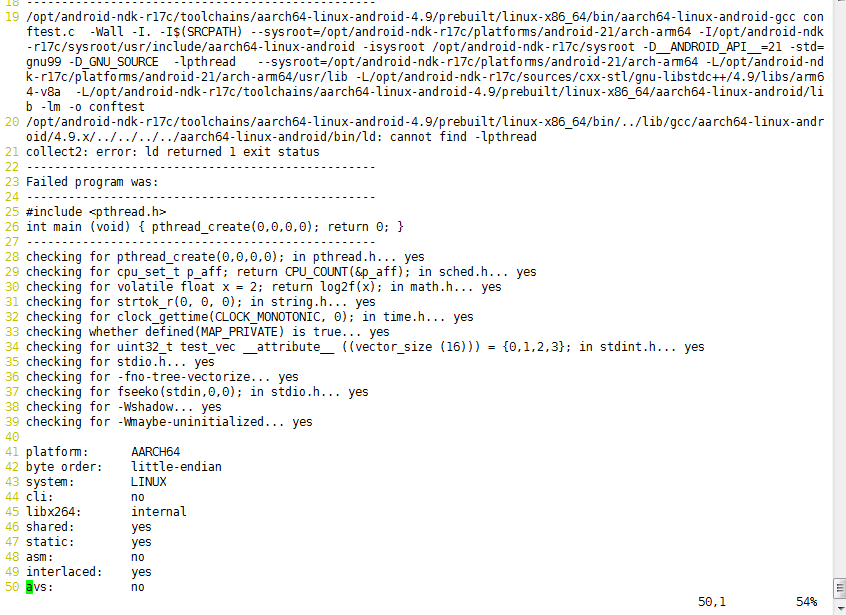 18 --------------------------------------------------
19 /opt/android-ndk-r17c/toolchains/aarch64-linux-android-4.9/prebuilt/linux-x86_64/bin/aarch64-linux-android-gcc con
ftest.c  -Wall -I. -I$(SRCPATH) --sysroot=/opt/android-ndk-r17c/platforms/android-21/arch-arm64 -I/opt/android-ndk
-r17c/sysroot/usr/include/aarch64-linux-android -isysroot /opt/android-ndk-r17c/sysroot -D__ANDROID_API__=21 -std=
gnu99 -D_GNU_SOURCE  -lpthread   --sysroot=/opt/android-ndk-r17c/platforms/android-21/arch-arm64 -L/opt/android-nd
k-r17c/platforms/android-21/arch-arm64/usr/lib -L/opt/android-ndk-r17c/sources/cxx-stl/gnu-libstdc++/4.9/libs/arm6
4-v8a  -L/opt/android-ndk-r17c/toolchains/aarch64-linux-android-4.9/prebuilt/linux-x86_64/aarch64-linux-android/li
b -lm -o conftest
20 /opt/android-ndk-r17c/toolchains/aarch64-linux-android-4.9/prebuilt/linux-x86_64/bin/../lib/gcc/aarch64-linux-andr
oid/4.9.x/../../../../aarch64-linux-android/bin/ld: cannot find -lpthread
21 collect2: error: ld returned 1 exit status
22 --------------------------------------------------
23 Failed program was:
24 --------------------------------------------------
25 #include <pthread.h>
26 int main (void) { pthread_create(0,0,0,0); return 0; }
27 --------------------------------------------------
28 checking for pthread_create(0,0,0,0); in pthread.h... yes
29 checking for cpu_set_t p_aff; return CPU_COUNT(&p_aff); in sched.h... yes
30 checking for volatile float x = 2; return log2f(x); in math.h... yes
31 checking for strtok_r(0, 0, 0); in string.h... yes
32 checking for clock_gettime(CLOCK_MONOTONIC, 0); in time.h... yes
33 checking whether defined(MAP_PRIVATE) is true... yes
34 checking for uint32_t test_vec __attribute__ ((vector_size (16))) = {0,1,2,3}; in stdint.h... yes
35 checking for stdio.h... yes
36 checking for -fno-tree-vectorize... yes
37 checking for fseeko(stdin,0,0); in stdio.h... yes
38 checking for -Wshadow... yes
39 checking for -Wmaybe-uninitialized... yes
40
41 platform:      AARCH64
42 byte order:    little-endian
43 system:        LINUX
44 cli:           no
45 libx264:       internal
46 shared:        yes
47 static:        yes
48 asm:           no
49 interlaced:    yes
50 avs:           no
50,1          54%